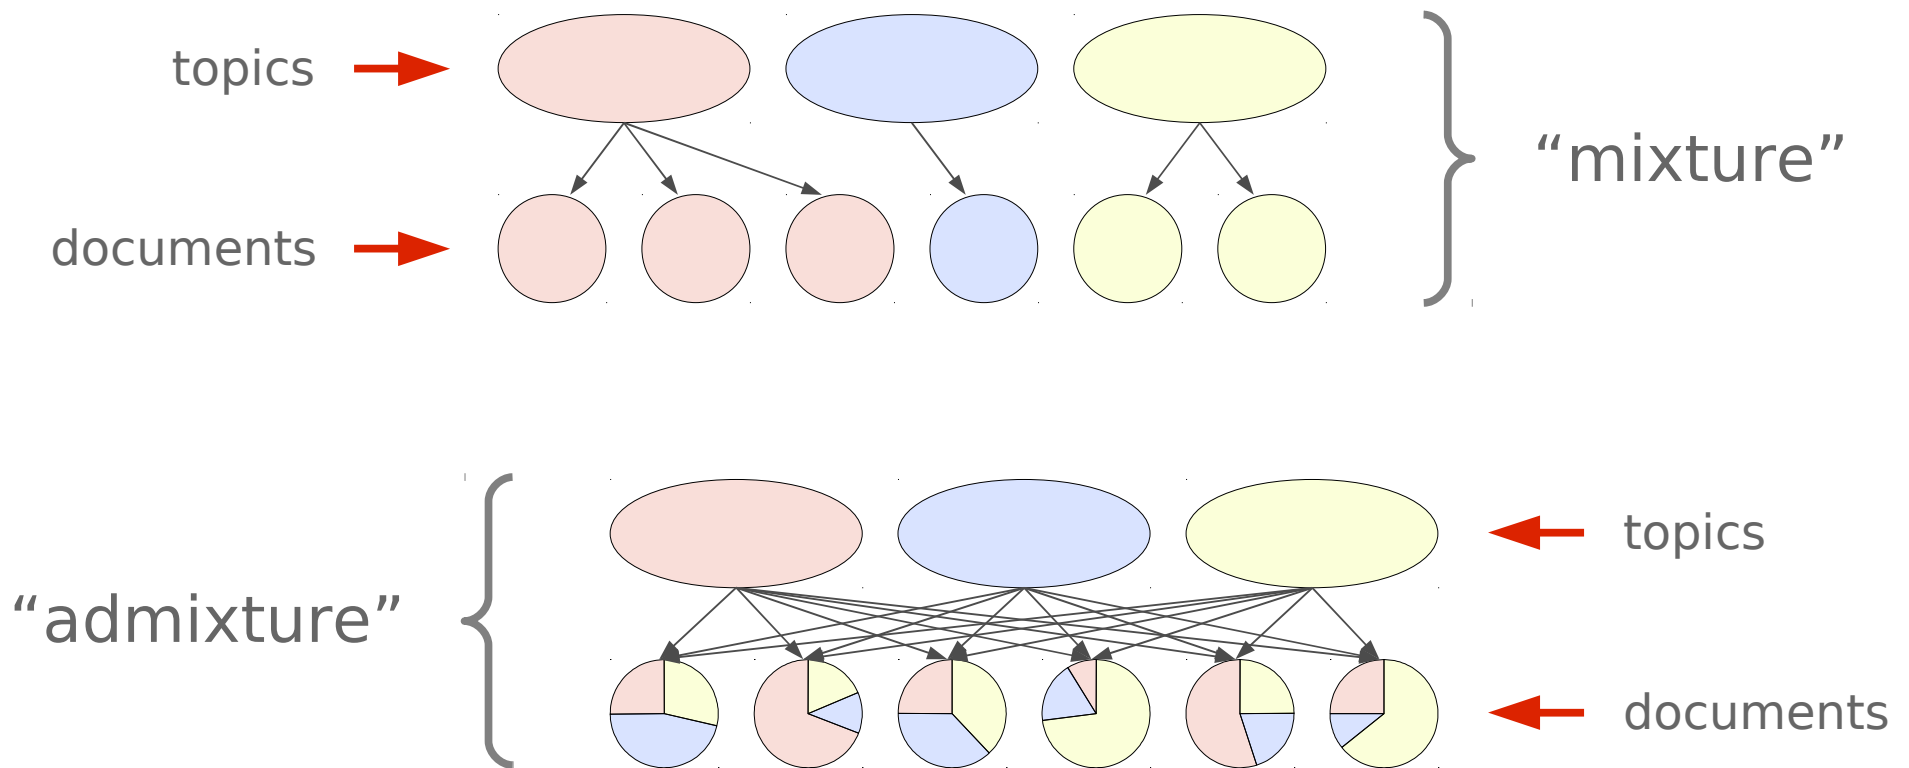 topics
documents
“mixture”
“admixture”
topics
documents